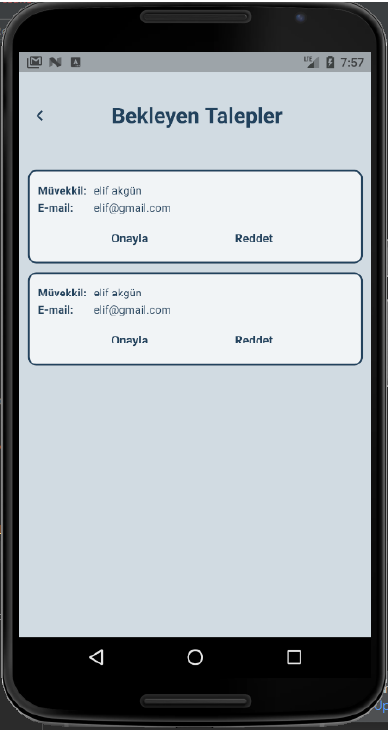 LTE 7:57
Bekleyen Talepler
Müvekkil: elif akgün
E-mail: elif@gmail.com
Onayla Reddet
Müvekkil: elif akgün
E-mail: elif@gmail.com
Onayla Reddet